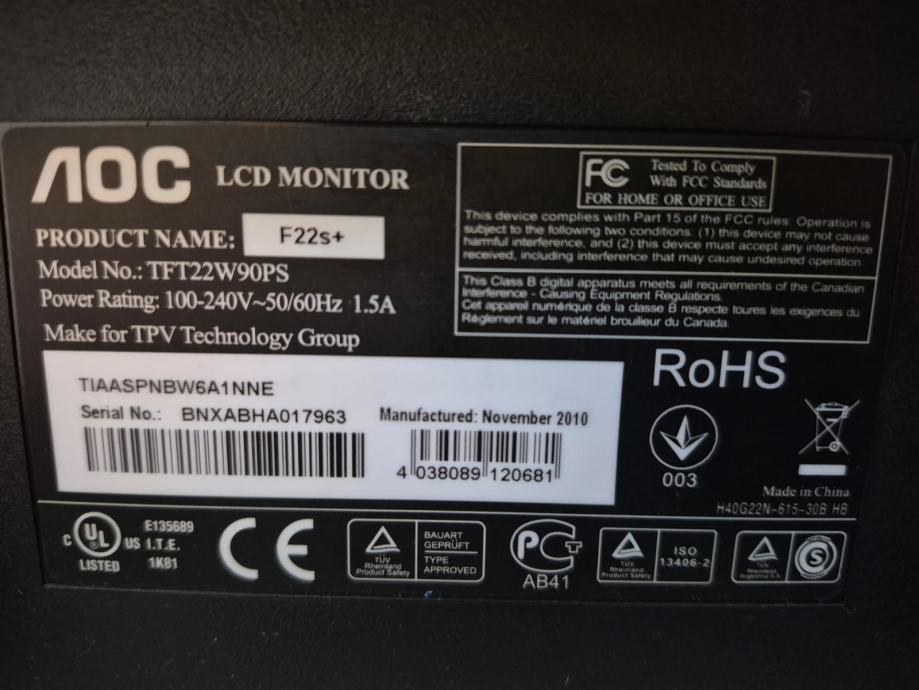 AOC LCD MONITOR
PRODUCT NAME: F22s+
Model No.: TFT22W90PS
Power Rating: 100-240V~50/60Hz 1.5A
Make for TPV Technology Group
FC Tested To Comply
With FCC Standards
FOR HOME OR OFFICE USE
This device complies with Part 15 of the FCC rules. Operation is
subject to the following two conditions: (1) this device may not cause
harmful interference, and (2) this device must accept any interference
received, including interference that may cause undesired operation.
This Class B digital apparatus meets all requirements of the Canadian
Interference - Causing Equipment Regulations.
Cet appareil numérique de la classe B respecte toures les exigences du
Réglement sur le matériel brouilleur du Canada.
TIAASPNBW6A1NNE
Serial No.: BNXABHA017963 Manufactured: November 2010
4 038089 120681
RoHS
003
Made in China
H40G22N-615-30B HB
C UL US LISTED
E135689
I.T.E.
1K81
CE
TÜV
Rheinland
Product Safety
BAUART
GEPRÜFT
TYPE
APPROVED
PCT
AB41
TÜV
Rheinland
Product Safety
ISO
13406-2
TÜV
Rheinland
Argentina S.A.
S